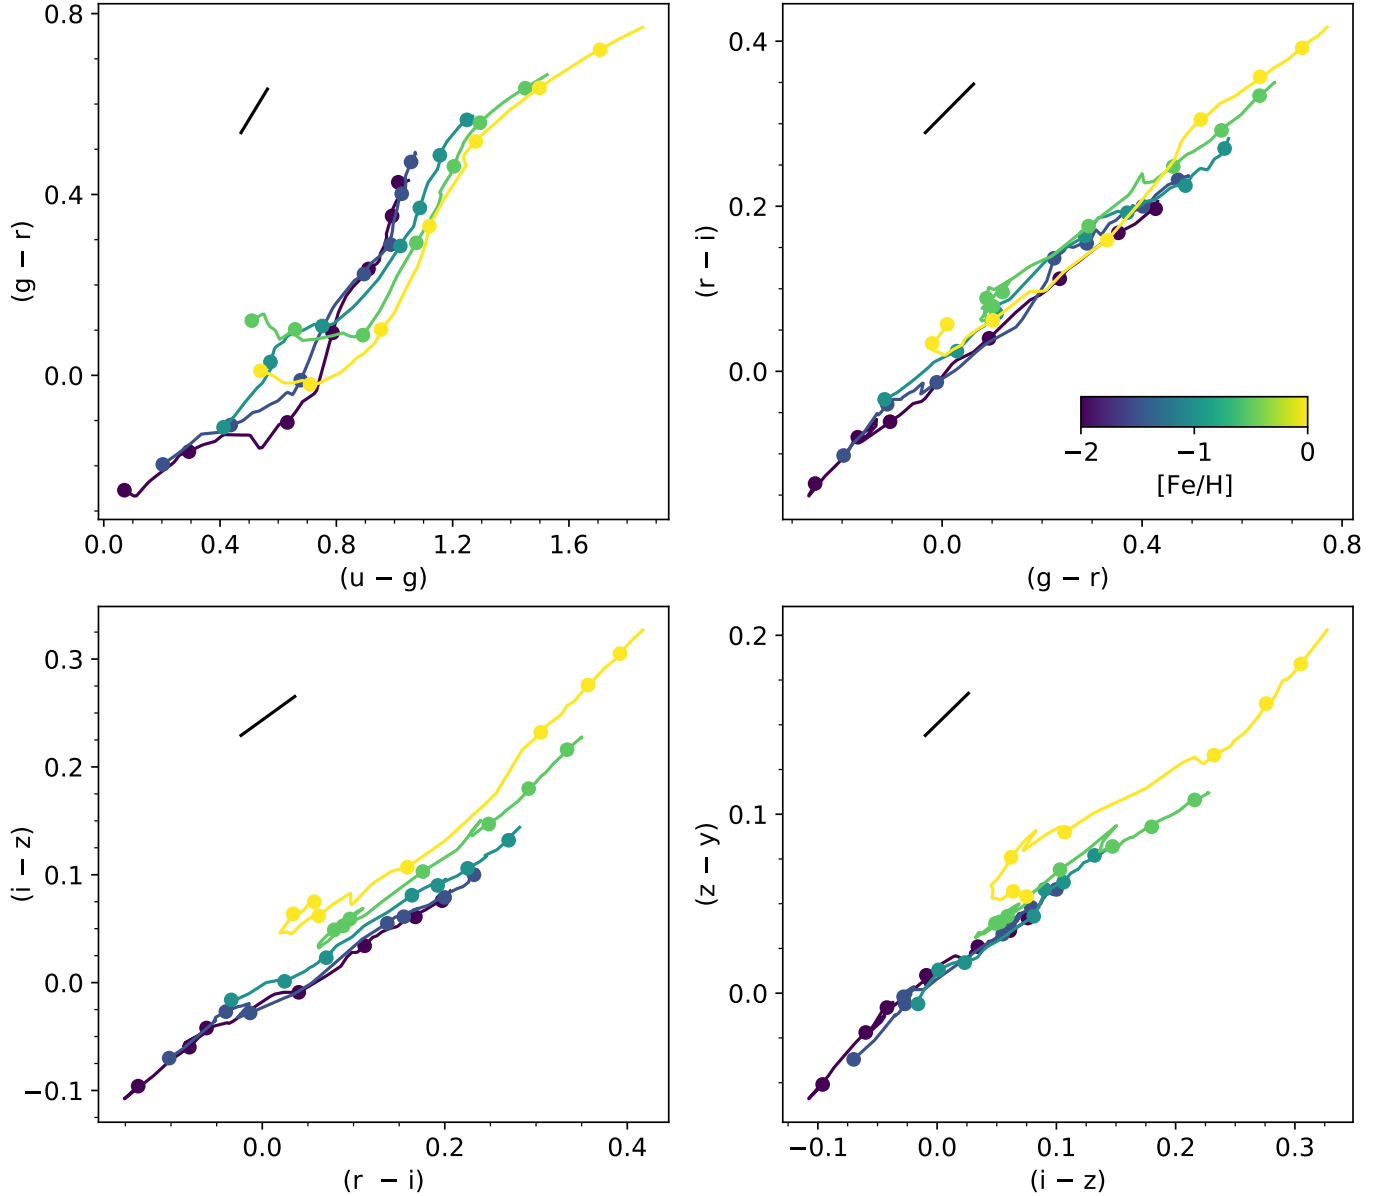 0.8
0.4
0.0
(g − r)
0.0 0.4 0.8 1.2 1.6
(u − g)
0.4
0.2
0.0
(r − i)
−2 −1 0
[Fe/H]
0.0 0.4 0.8
(g − r)
0.3
0.2
0.1
0.0
−0.1
(i − z)
0.0 0.2 0.4
(r − i)
0.2
0.1
0.0
(z − y)
−0.1 0.0 0.1 0.2 0.3
(i − z)